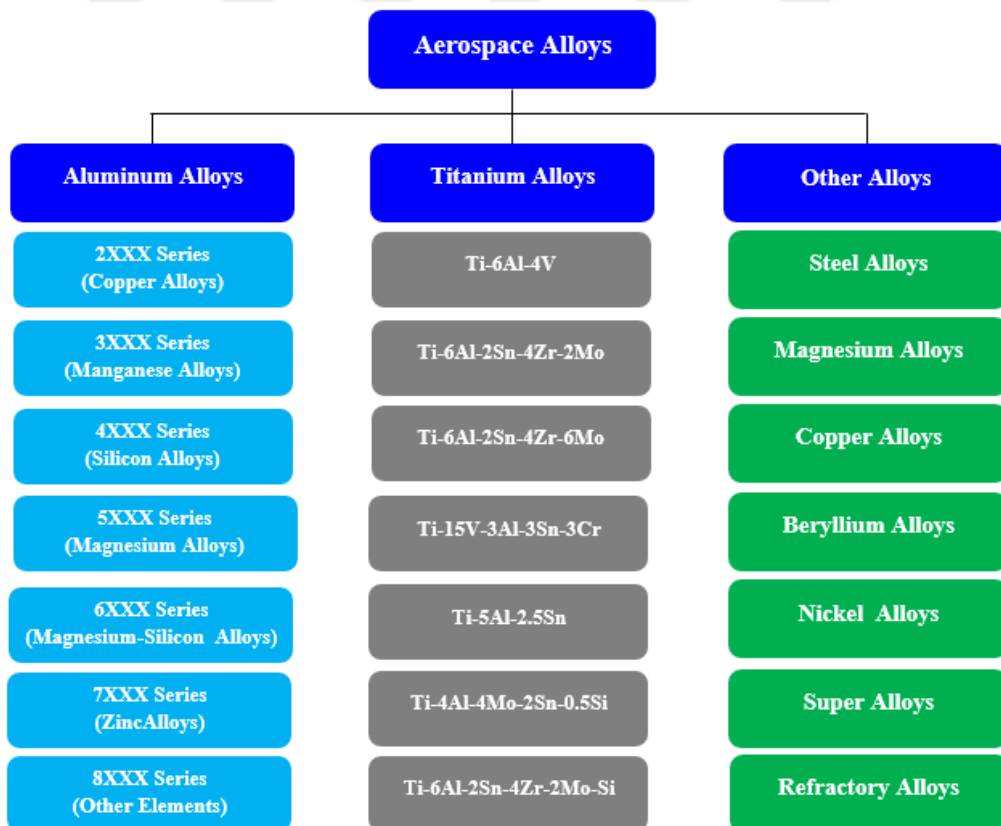 Aerospace Alloys
Aluminum Alloys
Titanium Alloys
Other Alloys
2XXX Series
(Copper Alloys)
Ti-6Al-4V
Steel Alloys
3XXX Series
(Manganese Alloys)
Ti-6Al-2Sn-4Zr-2Mo
Magnesium Alloys
4XXX Series
(Silicon Alloys)
Ti-6Al-2Sn-4Zr-6Mo
Copper Alloys
5XXX Series
(Magnesium Alloys)
Ti-15V-3Al-3Sn-3Cr
Beryllium Alloys
6XXX Series
(Magnesium-Silicon Alloys)
Ti-5Al-2.5Sn
Nickel Alloys
7XXX Series
(ZincAlloys)
Ti-4Al-4Mo-2Sn-0.5Si
Super Alloys
8XXX Series
(Other Elements)
Ti-6Al-2Sn-4Zr-2Mo-Si
Refractory Alloys